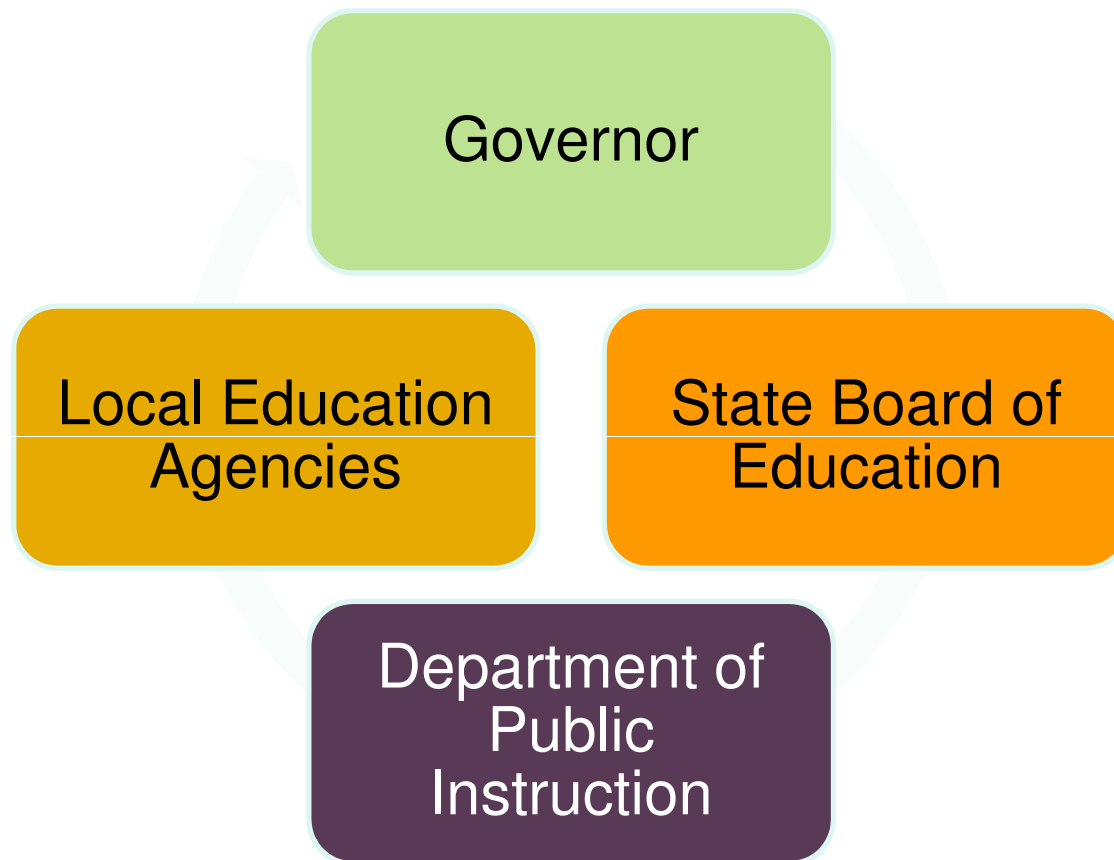 Governor
Local Education
Agencies
State Board of
Education
Department of
Public
Instruction